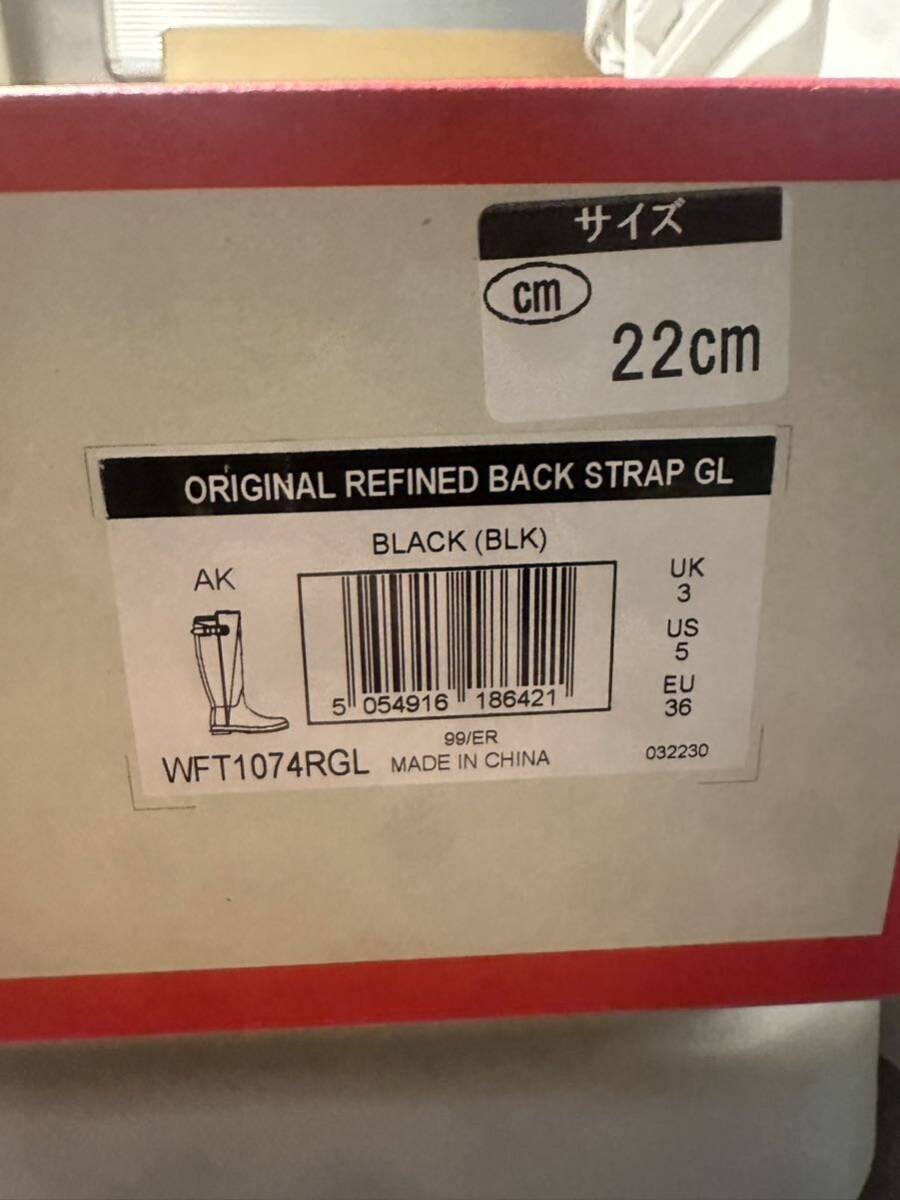 サイズ
cm
22cm
ORIGINAL REFINED BACK STRAP GL
BLACK (BLK)
AK
UK
3
US
5
EU
36
5 054916 186421
99/ER
WFT1074RGL MADE IN CHINA
032230